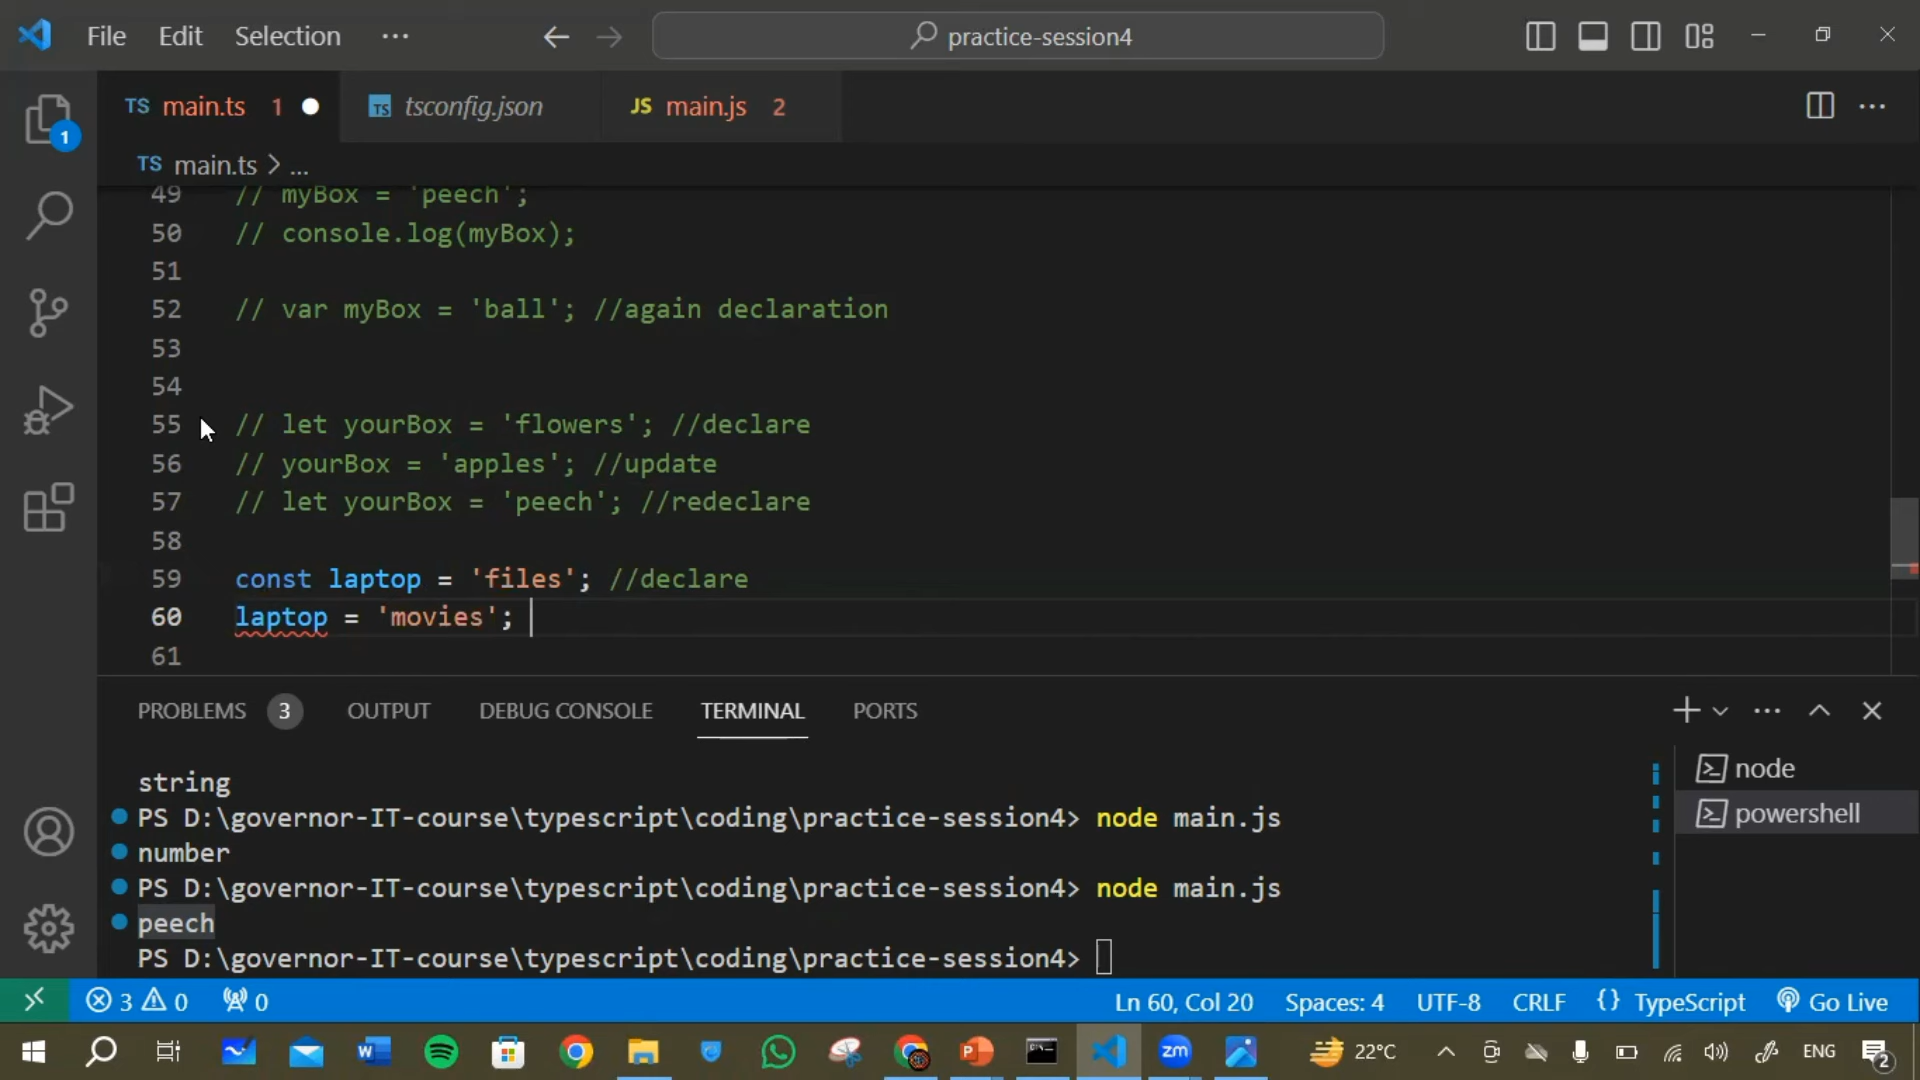 File Edit Selection ··· practice-session4
TS main.ts 1 tsconfig.json JS main.js 2
TS main.ts > ...
49 // myBox = 'peech';
50 // console.log(myBox);
51
52 // var myBox = 'ball'; //again declaration
53
54
55 // let yourBox = 'flowers'; //declare
56 // yourBox = 'apples'; //update
57 // let yourBox = 'peech'; //redeclare
58
59 const laptop = 'files'; //declare
60 laptop = 'movies';
61
PROBLEMS 3 OUTPUT DEBUG CONSOLE TERMINAL PORTS
string
PS D:\governor-IT-course\typescript\coding\practice-session4> node main.js
number
PS D:\governor-IT-course\typescript\coding\practice-session4> node main.js
peech
PS D:\governor-IT-course\typescript\coding\practice-session4>
node
powershell
3 0 0 Ln 60, Col 20 Spaces: 4 UTF-8 CRLF {} TypeScript Go Live
22°C ENG 2